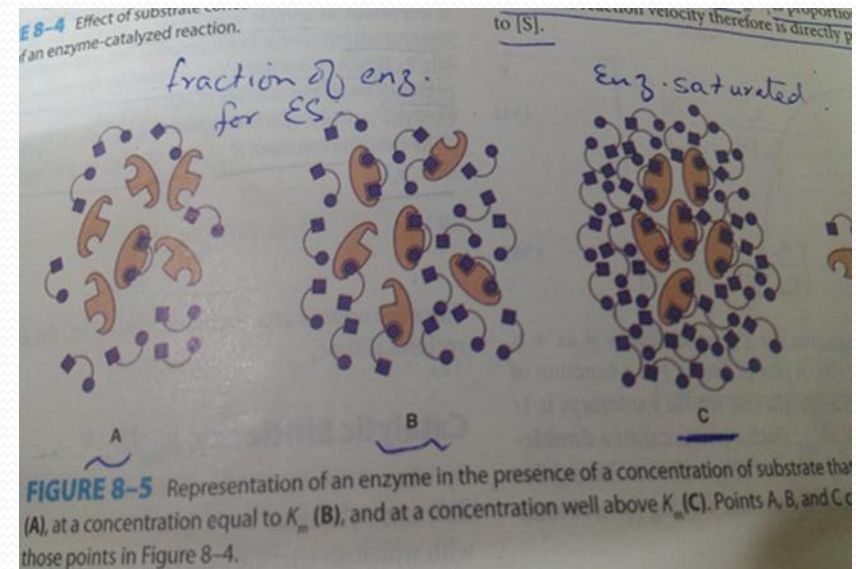 E 8–4 Effect of substrate
of an enzyme-catalyzed reaction.
velocity therefore is directly p
to [S].
fraction of enz.
for ES
Enz. saturated.
A
B
C
FIGURE 8–5 Representation of an enzyme in the presence of a concentration of substrate that
(A), at a concentration equal to Km (B), and at a concentration well above Km (C). Points A, B, and C c
those points in Figure 8–4.